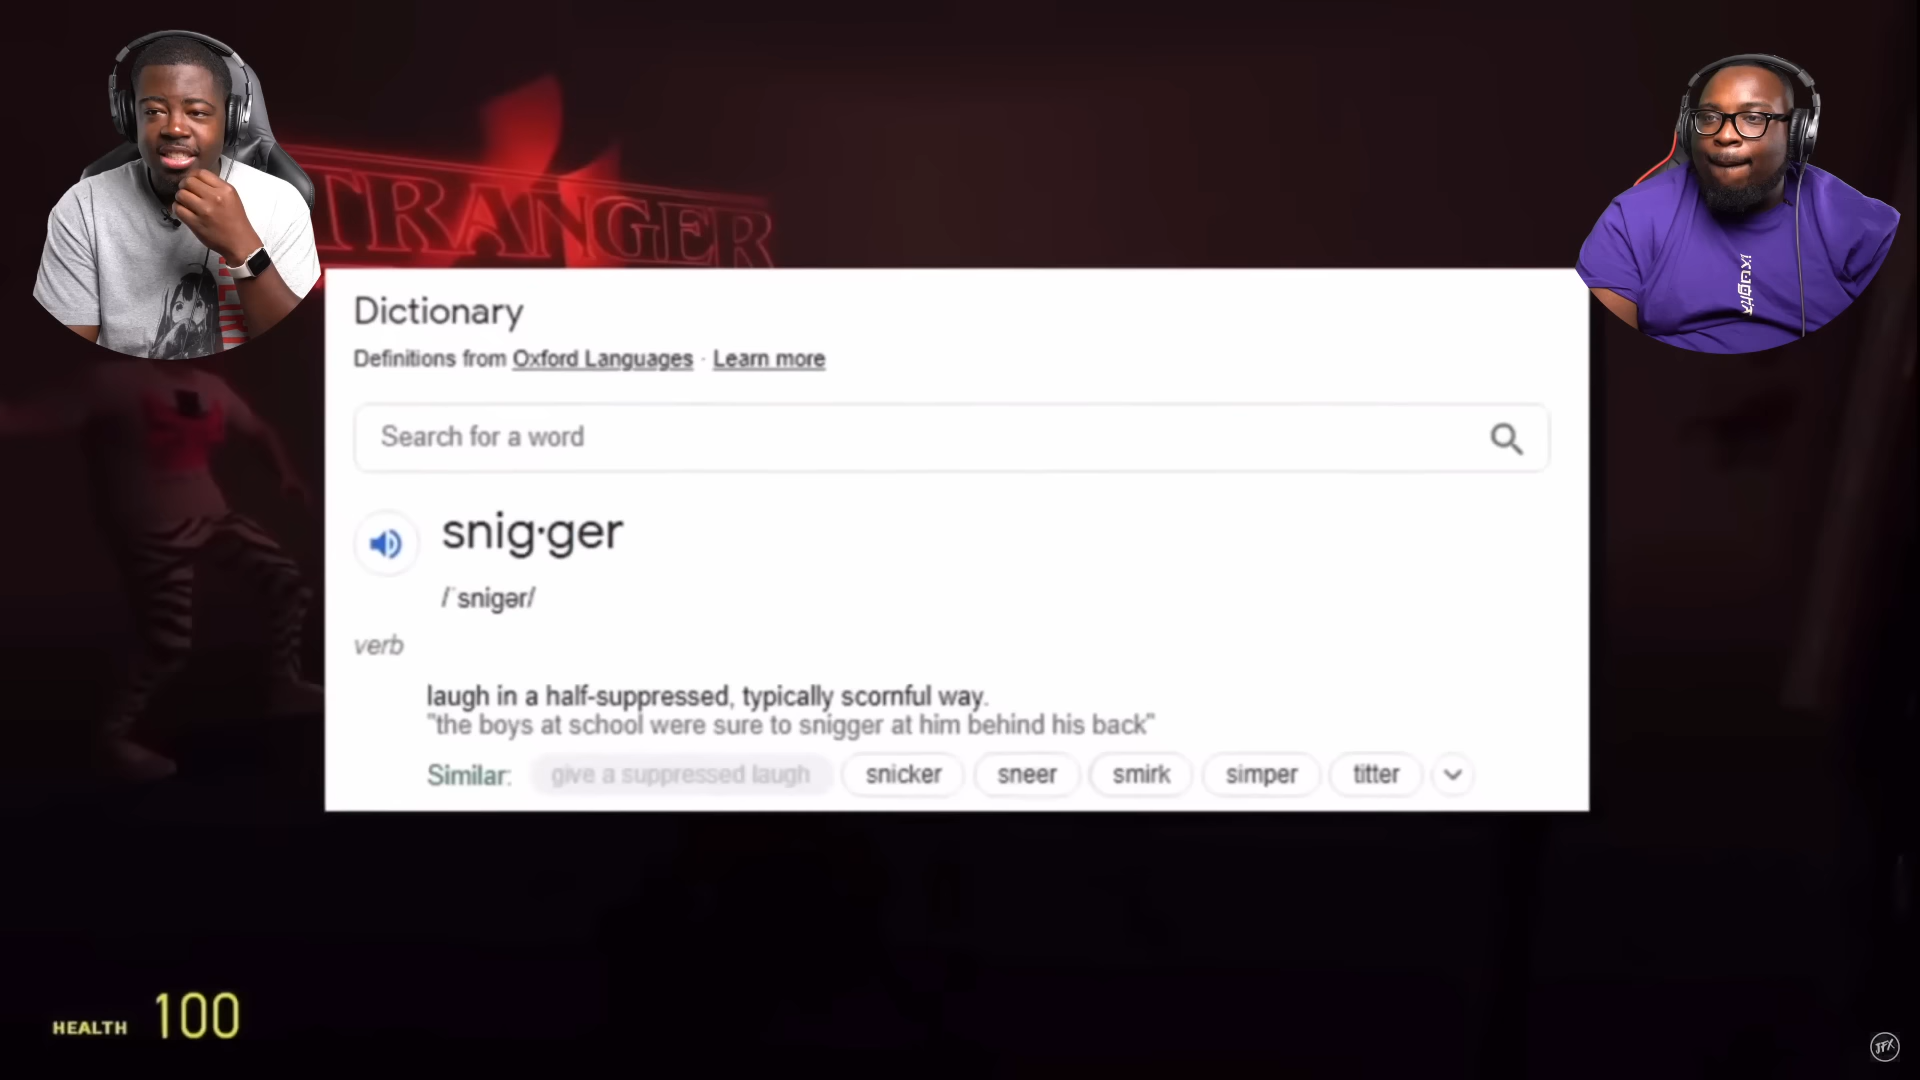 STRANGER
Dictionary
Definitions from Oxford Languages · Learn more
Search for a word
snig·ger
/ˈsnigər/
verb
laugh in a half-suppressed, typically scornful way.
"the boys at school were sure to snigger at him behind his back"
Similar: give a suppressed laugh snicker sneer smirk simper titter
HEALTH 100
JFX